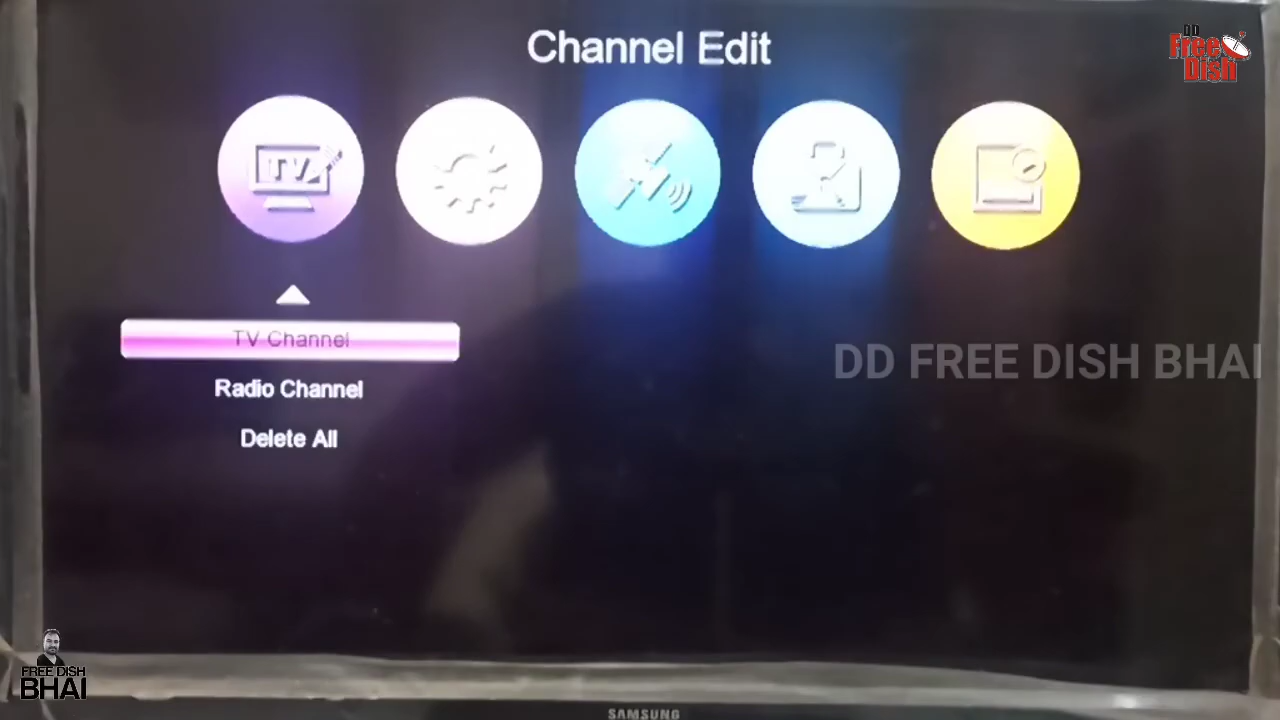 Channel Edit
DD
Free
Dish
TV
TV Channel
DD FREE DISH BHAI
Radio Channel
Delete All
FREE DISH
BHAI
SAMSUNG